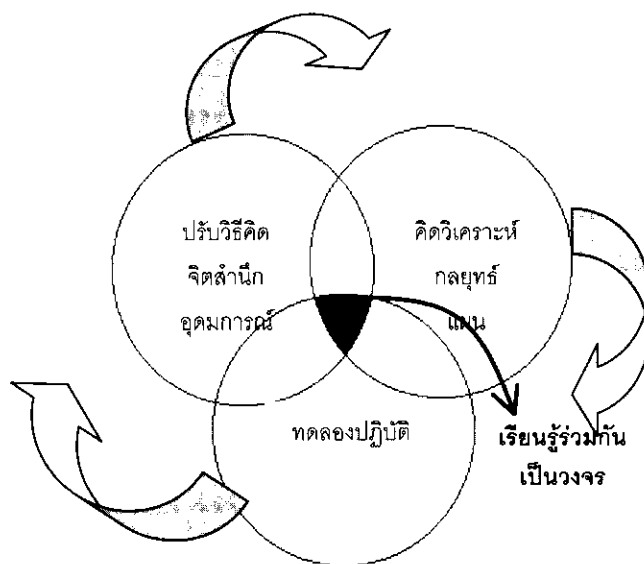 ปรับวิธีคิด
จิตสำนึก
อุดมการณ์
คิดวิเคราะห์
กลยุทธ์
แผน
ทดลองปฏิบัติ
เรียนรู้ร่วมกัน
เป็นวงจร